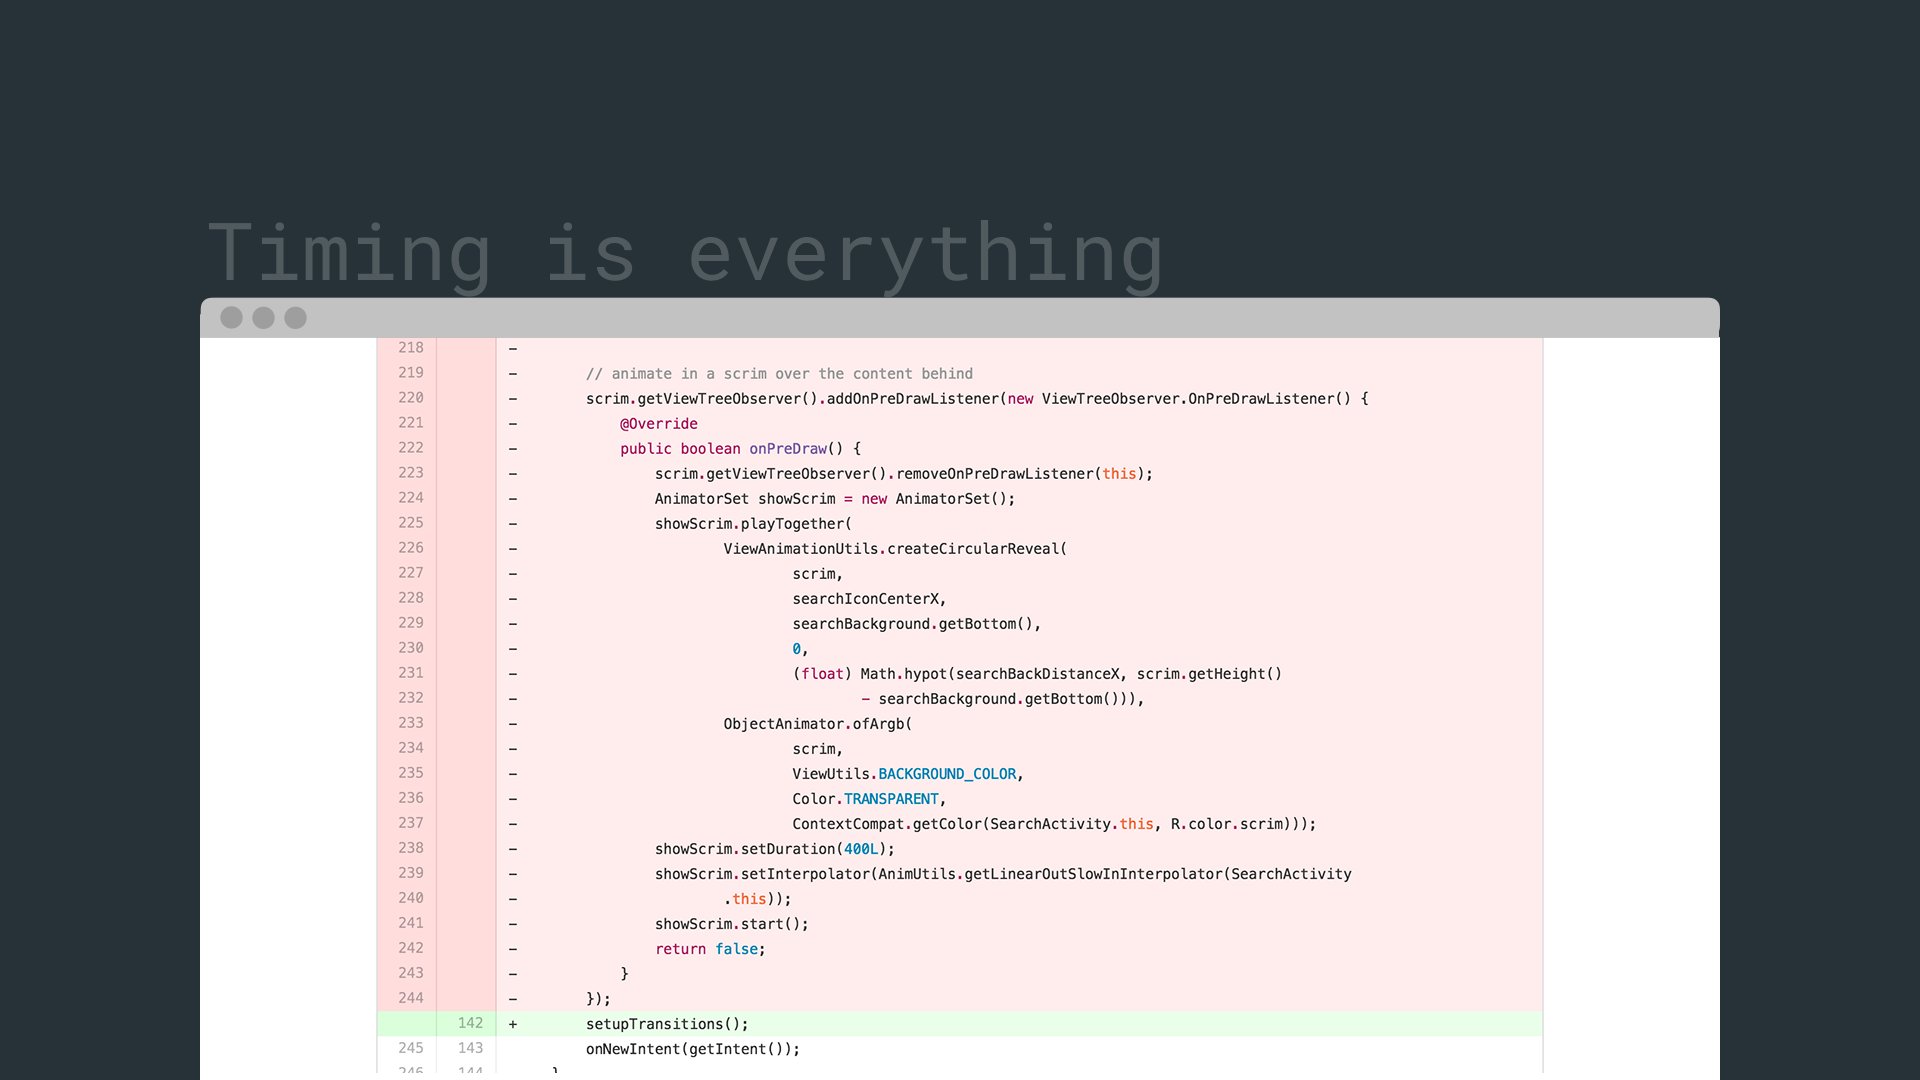 Timing is everything
218 -
219 - // animate in a scrim over the content behind
220 - scrim.getViewTreeObserver().addOnPreDrawListener(new ViewTreeObserver.OnPreDrawListener() {
221 - @Override
222 - public boolean onPreDraw() {
223 - scrim.getViewTreeObserver().removeOnPreDrawListener(this);
224 - AnimatorSet showScrim = new AnimatorSet();
225 - showScrim.playTogether(
226 - ViewAnimationUtils.createCircularReveal(
227 - scrim,
228 - searchIconCenterX,
229 - searchBackground.getBottom(),
230 - 0,
231 - (float) Math.hypot(searchBackDistanceX, scrim.getHeight()
232 - - searchBackground.getBottom())),
233 - ObjectAnimator.ofArgb(
234 - scrim,
235 - ViewUtils.BACKGROUND_COLOR,
236 - Color.TRANSPARENT,
237 - ContextCompat.getColor(SearchActivity.this, R.color.scrim)));
238 - showScrim.setDuration(400L);
239 - showScrim.setInterpolator(AnimUtils.getLinearOutSlowInInterpolator(SearchActivity
240 - .this));
241 - showScrim.start();
242 - return false;
243 - }
244 - });
142 + setupTransitions();
245 143 onNewIntent(getIntent());
246 144 }